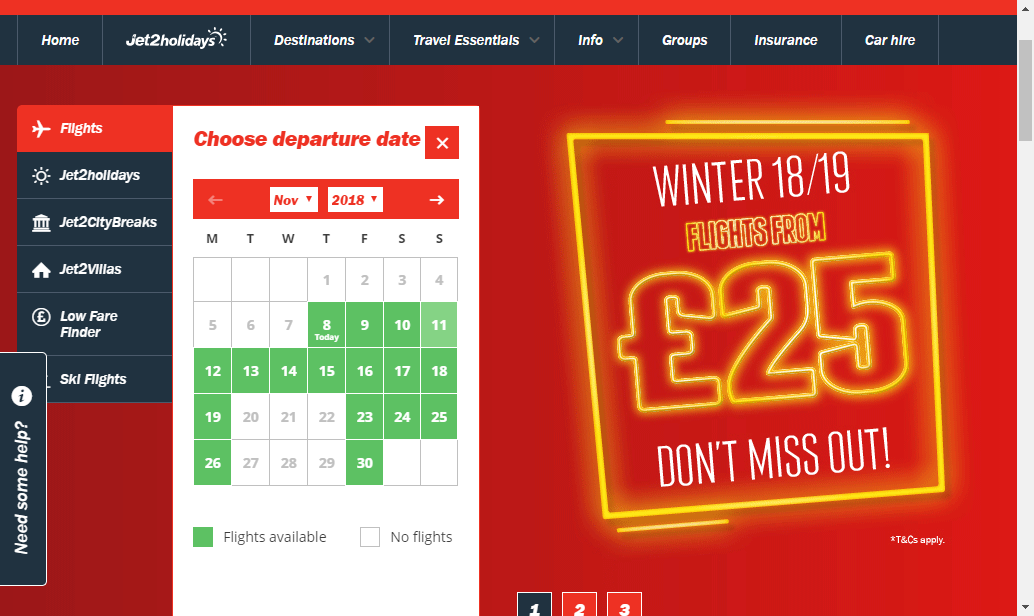 Home
Jet2holidays
Destinations
Travel Essentials
Info
Groups
Insurance
Car hire
Flights
Jet2holidays
Jet2CityBreaks
Jet2Villas
Low Fare
Finder
Ski Flights
Need some help?
Choose departure date
Nov 2018
M T W T F S S
1 2 3 4
5 6 7 8 9 10 11
Today
12 13 14 15 16 17 18
19 20 21 22 23 24 25
26 27 28 29 30
Flights available
No flights
WINTER 18/19
FLIGHTS FROM
£25
DON'T MISS OUT!
*T&Cs apply.
1 2 3